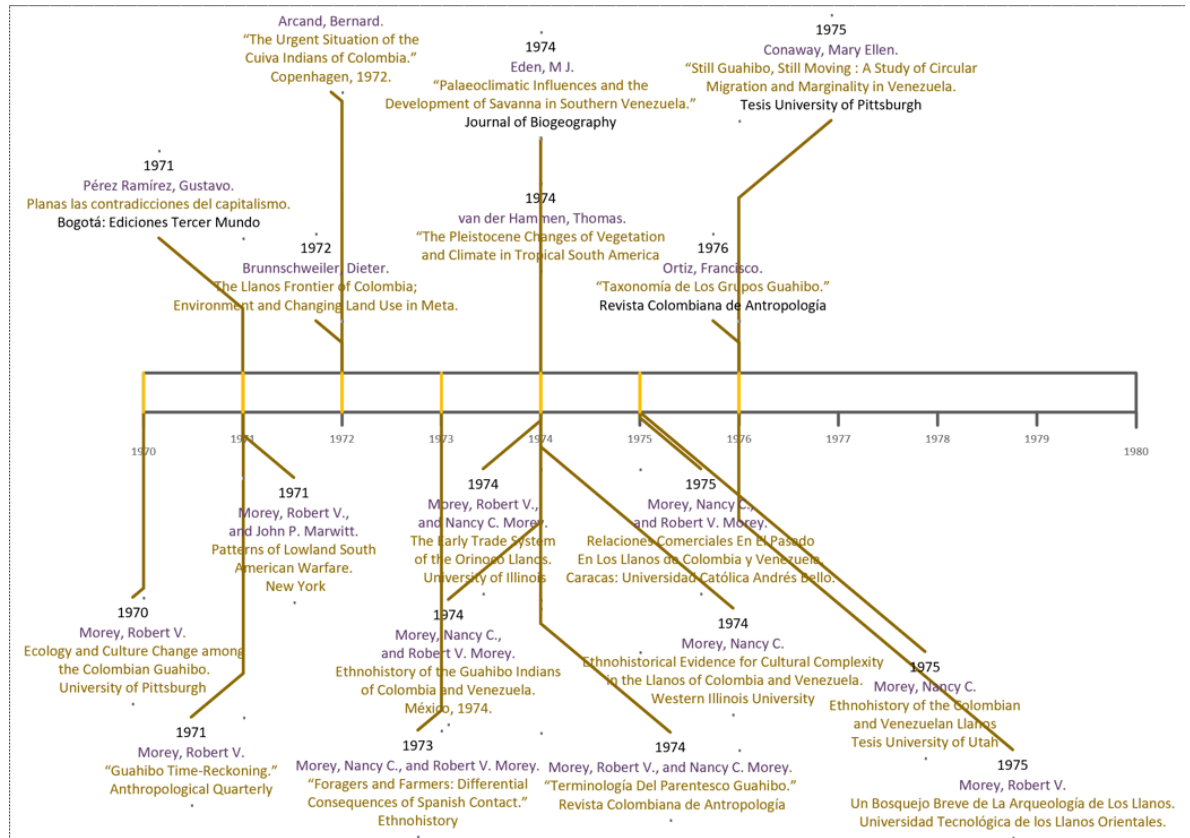 Arcand, Bernard.
“The Urgent Situation of the
Cuiva Indians of Colombia.”
Copenhagen, 1972.
1974
Eden, M J.
“Palaeoclimatic Influences and the
Development of Savanna in Southern Venezuela.”
Journal of Biogeography
1975
Conaway, Mary Ellen.
“Still Guahibo, Still Moving : A Study of Circular
Migration and Marginality in Venezuela.
Tesis University of Pittsburgh
1971
Pérez Ramírez, Gustavo.
Planas las contradicciones del capitalismo.
Bogotá: Ediciones Tercer Mundo
1972
Brunnschweiler, Dieter.
The Llanos Frontier of Colombia;
Environment and Changing Land Use in Meta.
1974
van der Hammen, Thomas.
“The Pleistocene Changes of Vegetation
and Climate in Tropical South America
1976
Ortiz, Francisco.
“Taxonomía de Los Grupos Guahibo.”
Revista Colombiana de Antropología
1970
1971
1972
1973
1974
1975
1976
1977
1978
1979
1980
1971
Morey, Robert V.,
and John P. Marwitt.
Patterns of Lowland South
American Warfare.
New York
1974
Morey, Robert V.,
and Nancy C. Morey.
The Early Trade System
of the Orinoco Llanos.
University of Illinois
1975
Morey, Nancy C.,
and Robert V. Morey.
Relaciones Comerciales En El Pasado
En Los Llanos de Colombia y Venezuela.
Caracas: Universidad Católica Andrés Bello.
1970
Morey, Robert V.
Ecology and Culture Change among
the Colombian Guahibo.
University of Pittsburgh
1974
Morey, Nancy C.,
and Robert V. Morey.
Ethnohistory of the Guahibo Indians
of Colombia and Venezuela.
México, 1974.
1974
Morey, Nancy C.
Ethnohistorical Evidence for Cultural Complexity
in the Llanos of Colombia and Venezuela.
Western Illinois University
1975
Morey, Nancy C.
Ethnohistory of the Colombian
and Venezuelan Llanos
Tesis University of Utah
1971
Morey, Robert V.
“Guahibo Time-Reckoning.”
Anthropological Quarterly
1973
Morey, Nancy C., and Robert V. Morey.
“Foragers and Farmers: Differential
Consequences of Spanish Contact.”
Ethnohistory
1974
Morey, Robert V., and Nancy C. Morey.
“Terminología Del Parentesco Guahibo.”
Revista Colombiana de Antropología
1975
Morey, Robert V.
Un Bosquejo Breve de La Arqueología de Los Llanos.
Universidad Tecnológica de los Llanos Orientales.